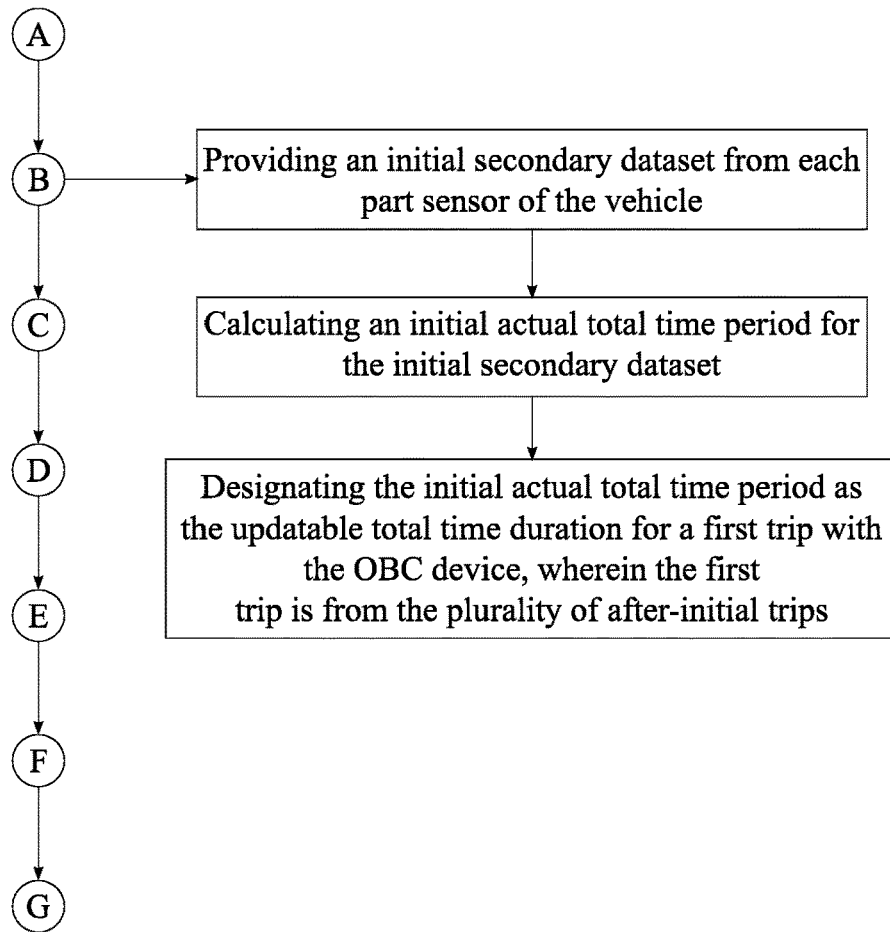 A
B
Providing an initial secondary dataset from each
part sensor of the vehicle
C
Calculating an initial actual total time period for
the initial secondary dataset
D
Designating the initial actual total time period as
the updatable total time duration for a first trip with
the OBC device, wherein the first
trip is from the plurality of after-initial trips
E
F
G